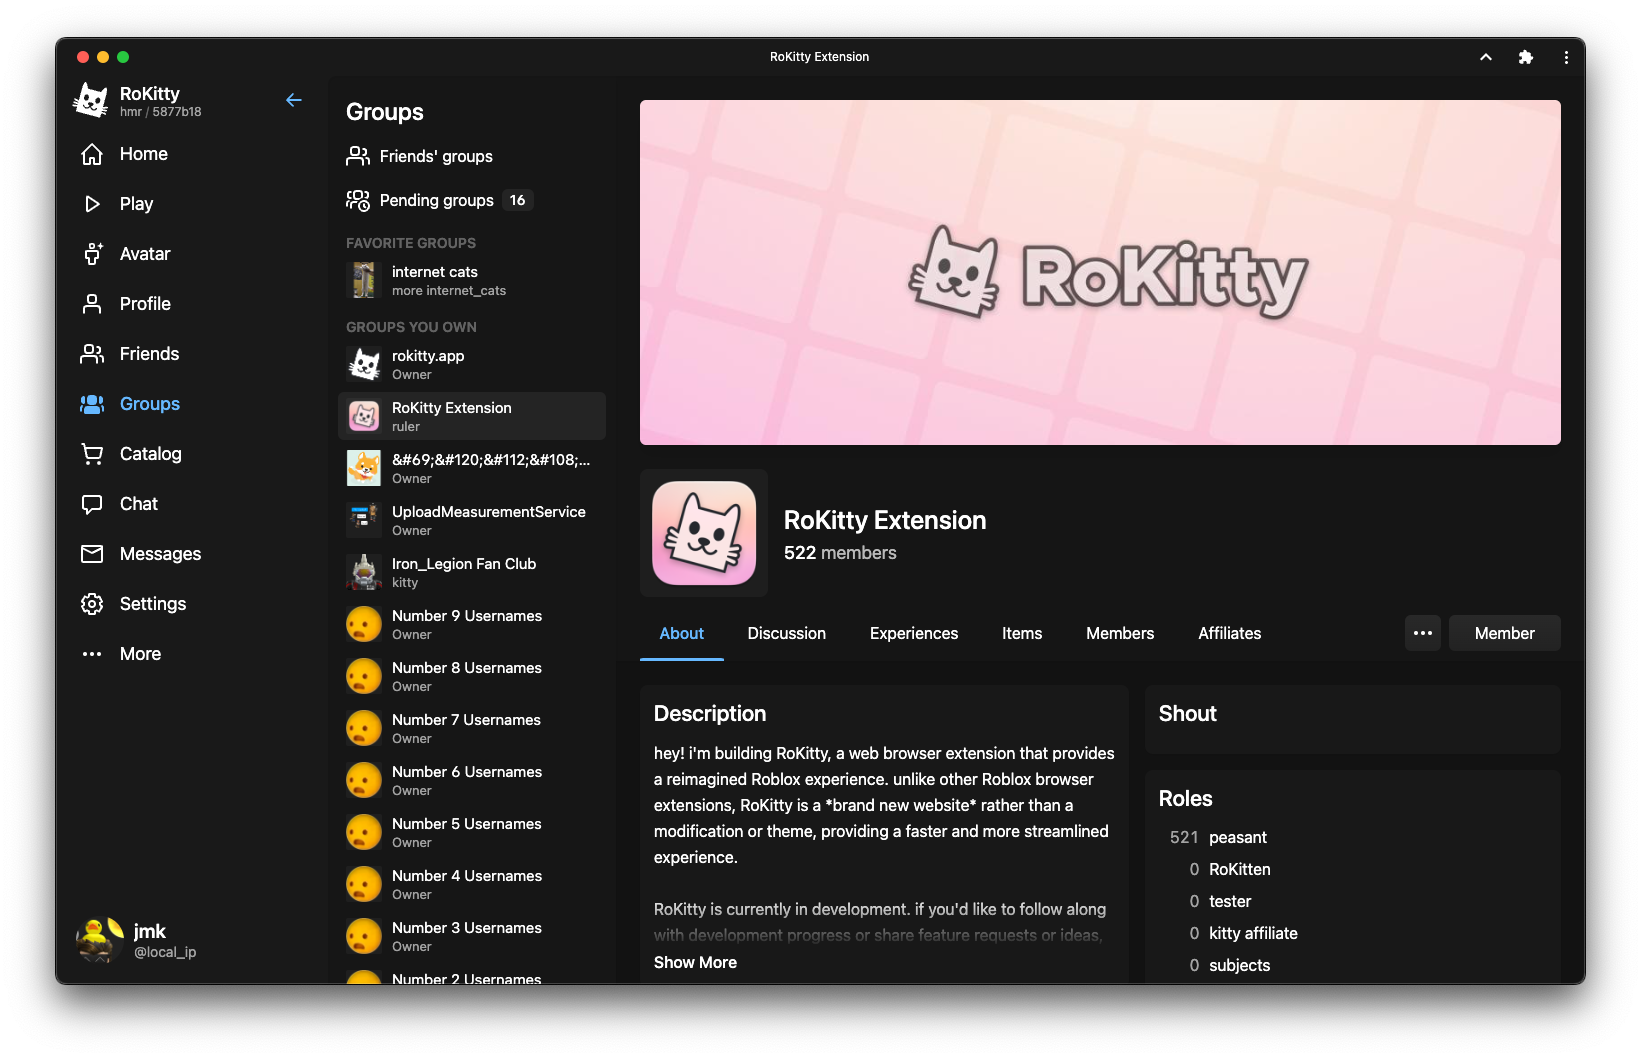 RoKitty Extension
RoKitty
hmr / 5877b18
Home
Play
Avatar
Profile
Friends
Groups
Catalog
Chat
Messages
Settings
More
jmk
@local_ip
Groups
Friends' groups
Pending groups 16
FAVORITE GROUPS
internet cats
more internet_cats
GROUPS YOU OWN
rokitty.app
Owner
RoKitty Extension
ruler
&#69;&#120;&#112;&#108;...
Owner
UploadMeasurementService
Owner
Iron_Legion Fan Club
kitty
Number 9 Usernames
Owner
Number 8 Usernames
Owner
Number 7 Usernames
Owner
Number 6 Usernames
Owner
Number 5 Usernames
Owner
Number 4 Usernames
Owner
Number 3 Usernames
Owner
Number 2 Usernames
RoKitty
RoKitty Extension
522 members
About Discussion Experiences Items Members Affiliates ... Member
Description
hey! i'm building RoKitty, a web browser extension that provides
a reimagined Roblox experience. unlike other Roblox browser
extensions, RoKitty is a *brand new website* rather than a
modification or theme, providing a faster and more streamlined
experience.
RoKitty is currently in development. if you'd like to follow along
with development progress or share feature requests or ideas,
Show More
Shout
Roles
521 peasant
0 RoKitten
0 tester
0 kitty affiliate
0 subjects